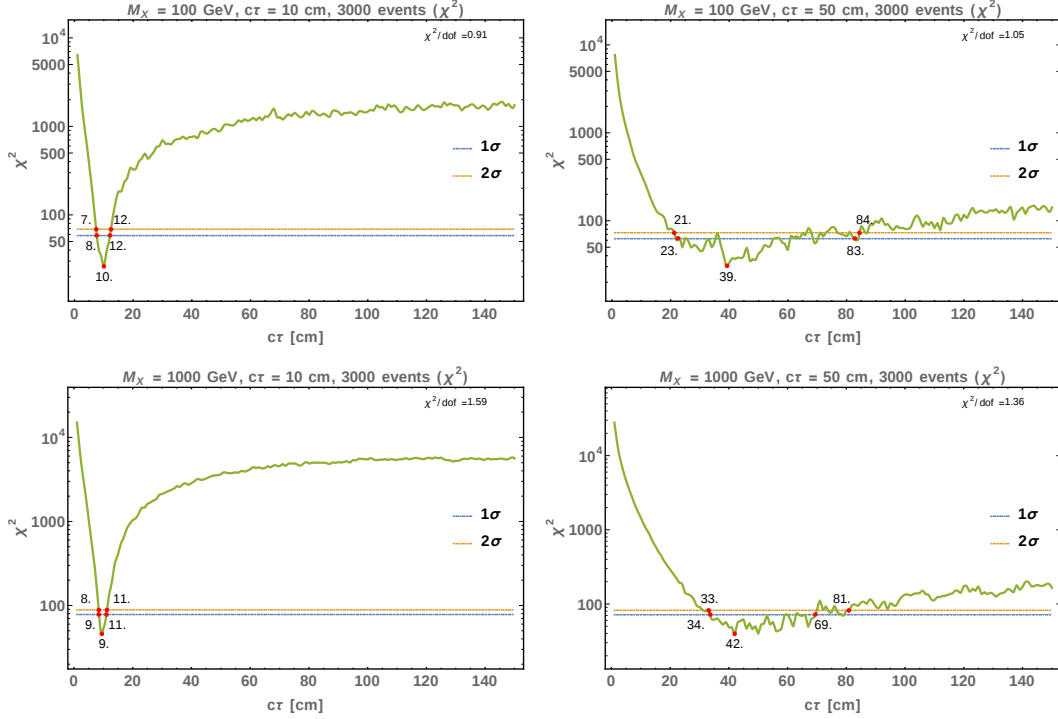 M_X = 100 GeV, cτ = 10 cm, 3000 events (χ²)
χ²/dof =0.91
10⁴
5000
1000
500
100
50
χ²
7.
12.
8.
12.
10.
1σ
2σ
0 20 40 60 80 100 120 140
cτ [cm]
M_X = 100 GeV, cτ = 50 cm, 3000 events (χ²)
χ²/dof =1.05
10⁴
5000
1000
500
100
50
χ²
21.
84.
23.
83.
39.
1σ
2σ
0 20 40 60 80 100 120 140
cτ [cm]
M_X = 1000 GeV, cτ = 10 cm, 3000 events (χ²)
χ²/dof =1.59
10⁴
1000
100
χ²
8.
11.
9.
11.
9.
1σ
2σ
0 20 40 60 80 100 120 140
cτ [cm]
M_X = 1000 GeV, cτ = 50 cm, 3000 events (χ²)
χ²/dof =1.36
10⁴
1000
100
χ²
33.
81.
34.
69.
42.
1σ
2σ
0 20 40 60 80 100 120 140
cτ [cm]